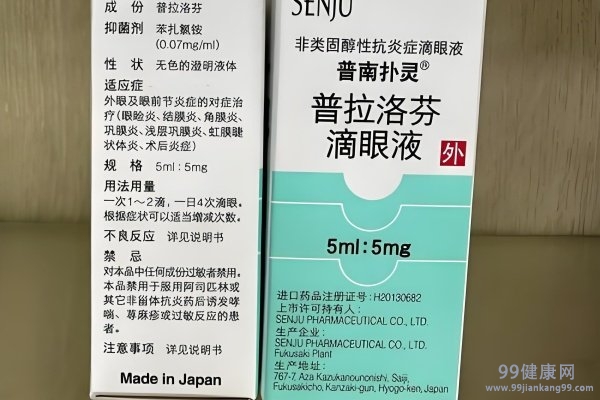 成 份 普拉洛芬
抑菌剂 苯扎氯铵
(0.07mg/ml)
性 状 无色的澄明液体
适应症
外眼及眼前节炎症的对症治
疗(眼睑炎、结膜炎、角膜炎、
巩膜炎、浅层巩膜炎、虹膜睫
状体炎、术后炎症)
规 格 5ml:5mg
用法用量
一次1~2滴,一日4次滴眼。
根据症状可以适当增减次数。
不良反应 详见说明书
禁 忌
对本品中任何成份过敏者禁用。
本品禁用于服用阿司匹林或
其它非甾体抗炎药后诱发哮
喘、荨麻疹或过敏反应的患
者。
注意事项 详见说明书
Made in Japan
SENJU
非类固醇性抗炎症滴眼液
普南扑灵®
普拉洛芬
滴眼液
外
5ml:5mg
进口药品注册证号:H20130682
上市许可持有人:
SENJU PHARMACEUTICAL CO., LTD.
生产企业:
SENJU PHARMACEUTICAL CO., LTD.
Fukusaki Plant
生产地址:
767-7, Aza Kazukanounonishi, Saiji,
Fukusakicho, Kanzaki-gun, Hyogo-ken, Japan
99健康网
www.99jiankang99.com